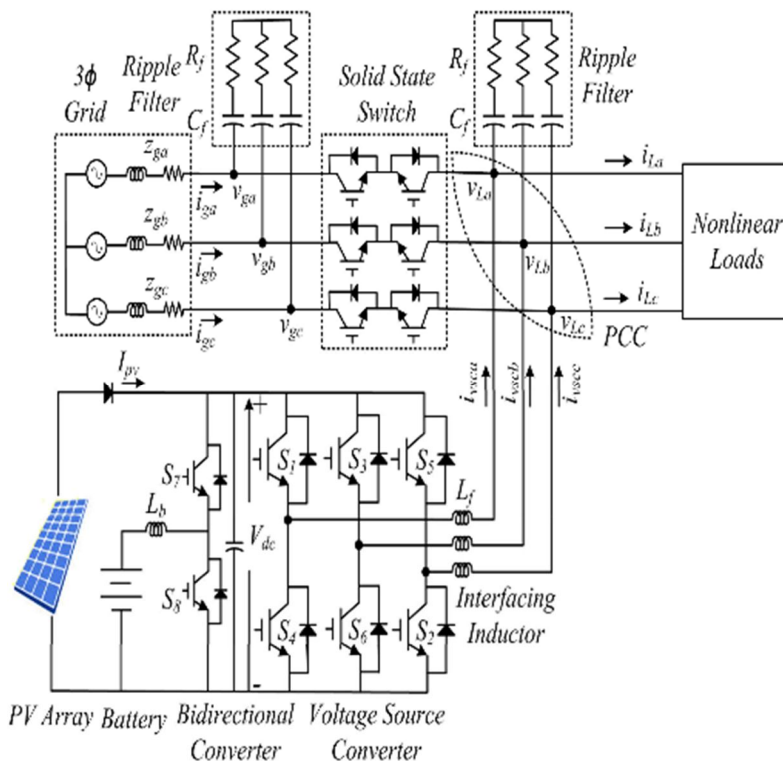 3ϕ
Grid
Ripple
Filter
R_f
C_f
Solid State
Switch
R_f
C_f
Ripple
Filter
z_ga
i_ga
v_ga
v_La
i_La
z_gb
i_gb
v_gb
v_Lb
i_Lb
z_gc
i_gc
v_gc
v_Lc
i_Lc
Nonlinear
Loads
PCC
I_pv
i_vsca
i_vscb
i_vscc
+
S_7
L_b
S_8
V_dc
-
S_1
S_3
S_5
S_4
S_6
S_2
L_f
Interfacing
Inductor
PV Array
Battery
Bidirectional
Converter
Voltage Source
Converter